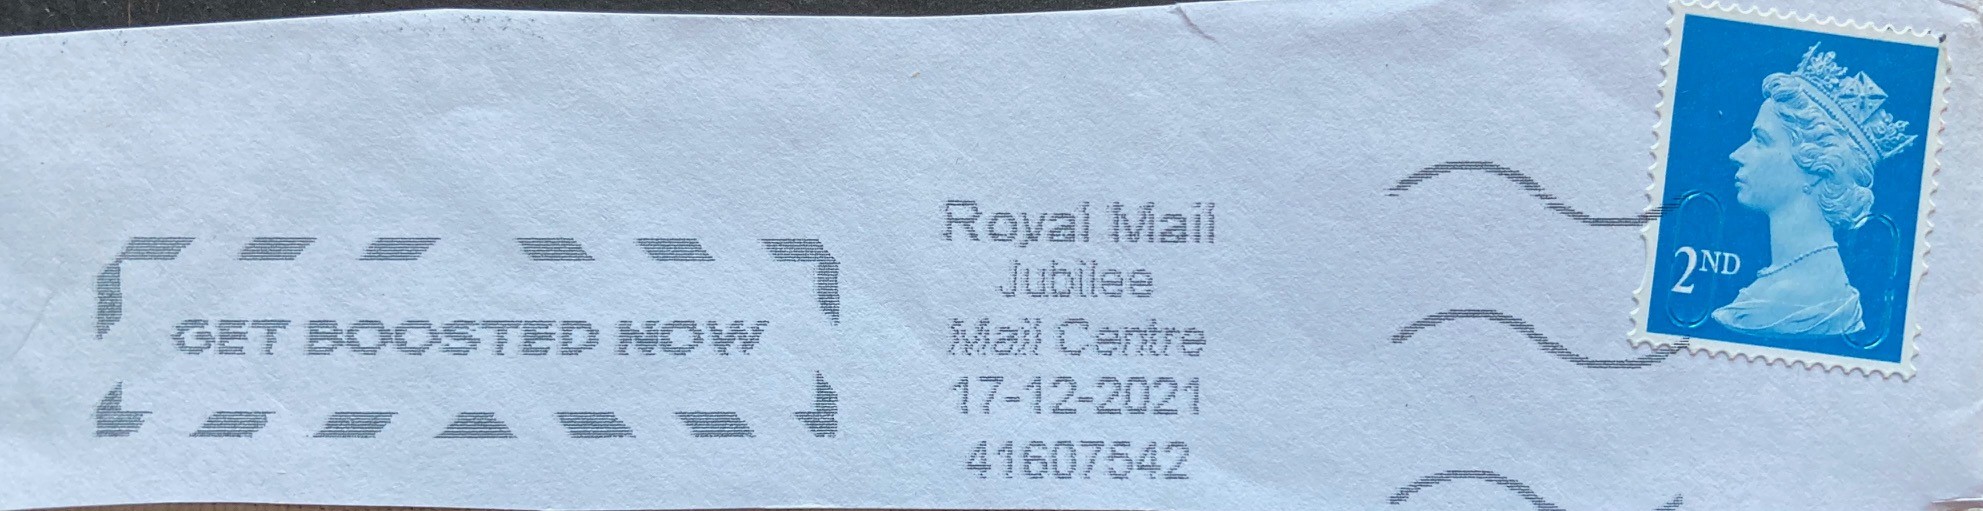 GET BOOSTED NOW
Royal Mail
Jubilee
Mail Centre
17-12-2021
41607542
2ND